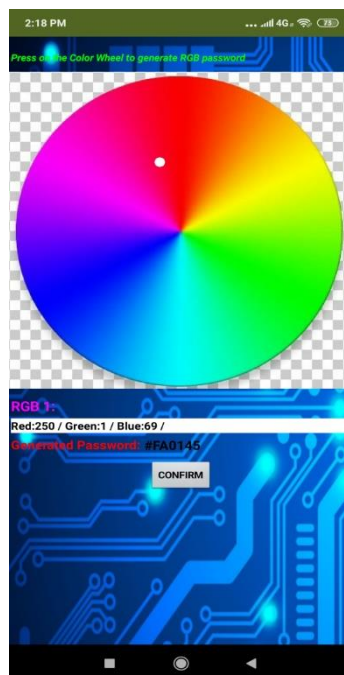 2:18 PM
... 4G+ 73
Press on the Color Wheel to generate RGB password
RGB 1:
Red:250 / Green:1 / Blue:69 /
Generated Password: #FA0145
CONFIRM